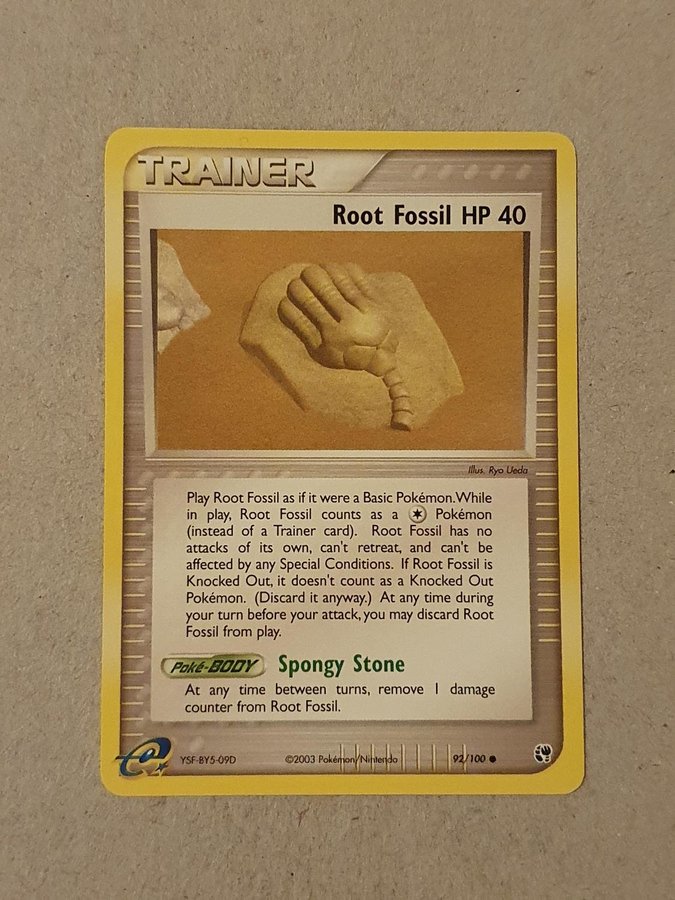 TRAINER
Root Fossil HP 40
Illus. Ryo Ueda
Play Root Fossil as if it were a Basic Pokémon. While
in play, Root Fossil counts as a Pokémon
(instead of a Trainer card). Root Fossil has no
attacks of its own, can't retreat, and can't be
affected by any Special Conditions. If Root Fossil is
Knocked Out, it doesn't count as a Knocked Out
Pokémon. (Discard it anyway.) At any time during
your turn before your attack, you may discard Root
Fossil from play.
Poké-BODY Spongy Stone
At any time between turns, remove 1 damage
counter from Root Fossil.
e YSF-BY5-09D ©2003 Pokémon/Nintendo 92/100 ●